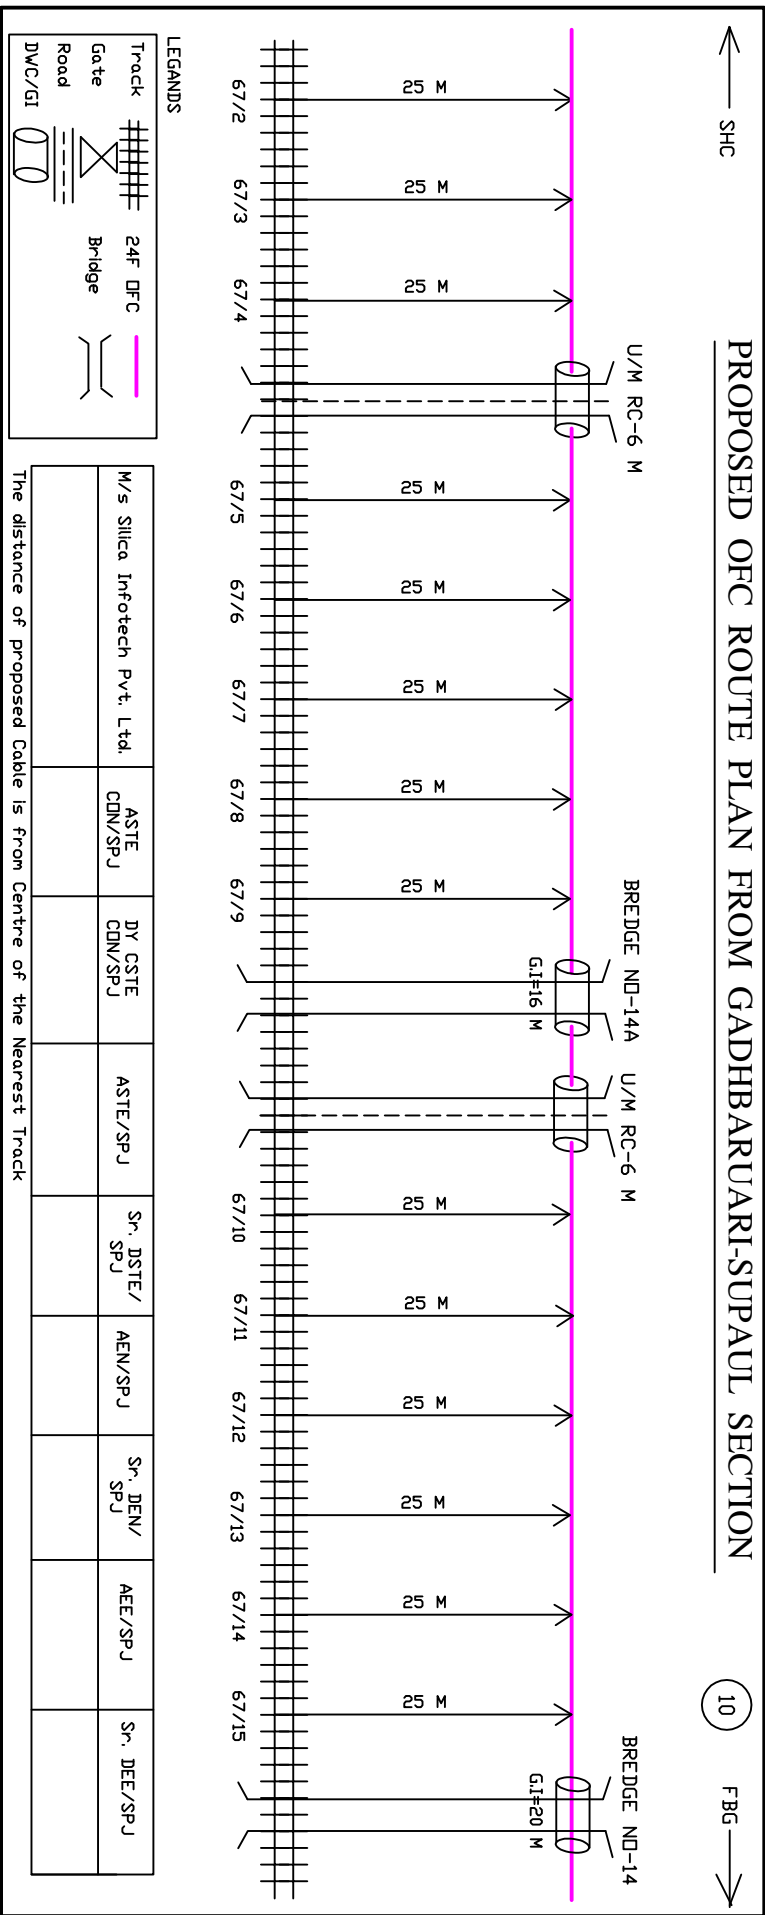 SHC
PROPOSED OFC ROUTE PLAN FROM GADHBARUARI-SUPAUL SECTION
10
FBG
U/M RC-6 M
BREDGE NO-14A
U/M RC-6 M
BREDGE NO-14
G.I=16 M
G.I=20 M
25 M
25 M
25 M
25 M
25 M
25 M
25 M
25 M
25 M
25 M
25 M
25 M
25 M
25 M
67/2
67/3
67/4
67/5
67/6
67/7
67/8
67/9
67/10
67/11
67/12
67/13
67/14
67/15
LEGANDS
Track
24F OFC
Gate
Bridge
Road
DWC/GI
M/s Silica Infotech Pvt. Ltd.
ASTE
CON/SPJ
DY CSTE
CON/SPJ
ASTE/SPJ
Sr. DSTE/
SPJ
AEN/SPJ
Sr. DEN/
SPJ
AEE/SPJ
Sr. DEE/SPJ
The distance of proposed Cable is from Centre of the Nearest Track